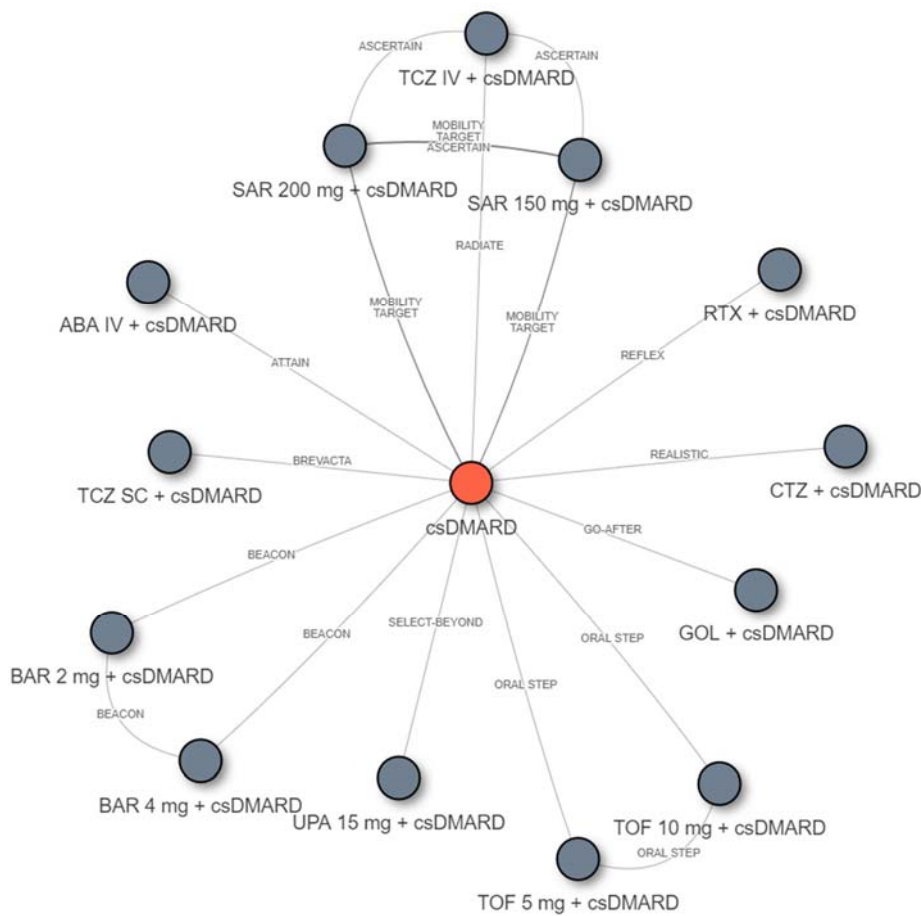 ASCERTAIN
ASCERTAIN
TCZ IV + csDMARD
MOBILITY
TARGET
ASCERTAIN
SAR 200 mg + csDMARD
SAR 150 mg + csDMARD
RADIATE
ABA IV + csDMARD
MOBILITY
TARGET
MOBILITY
TARGET
RTX + csDMARD
ATTAIN
REFLEX
BREVACTA
REALISTIC
TCZ SC + csDMARD
CTZ + csDMARD
csDMARD
GO-AFTER
BEACON
BEACON
SELECT-BEYOND
ORAL STEP
GOL + csDMARD
BAR 2 mg + csDMARD
ORAL STEP
BEACON
BAR 4 mg + csDMARD
UPA 15 mg + csDMARD
TOF 10 mg + csDMARD
ORAL STEP
TOF 5 mg + csDMARD